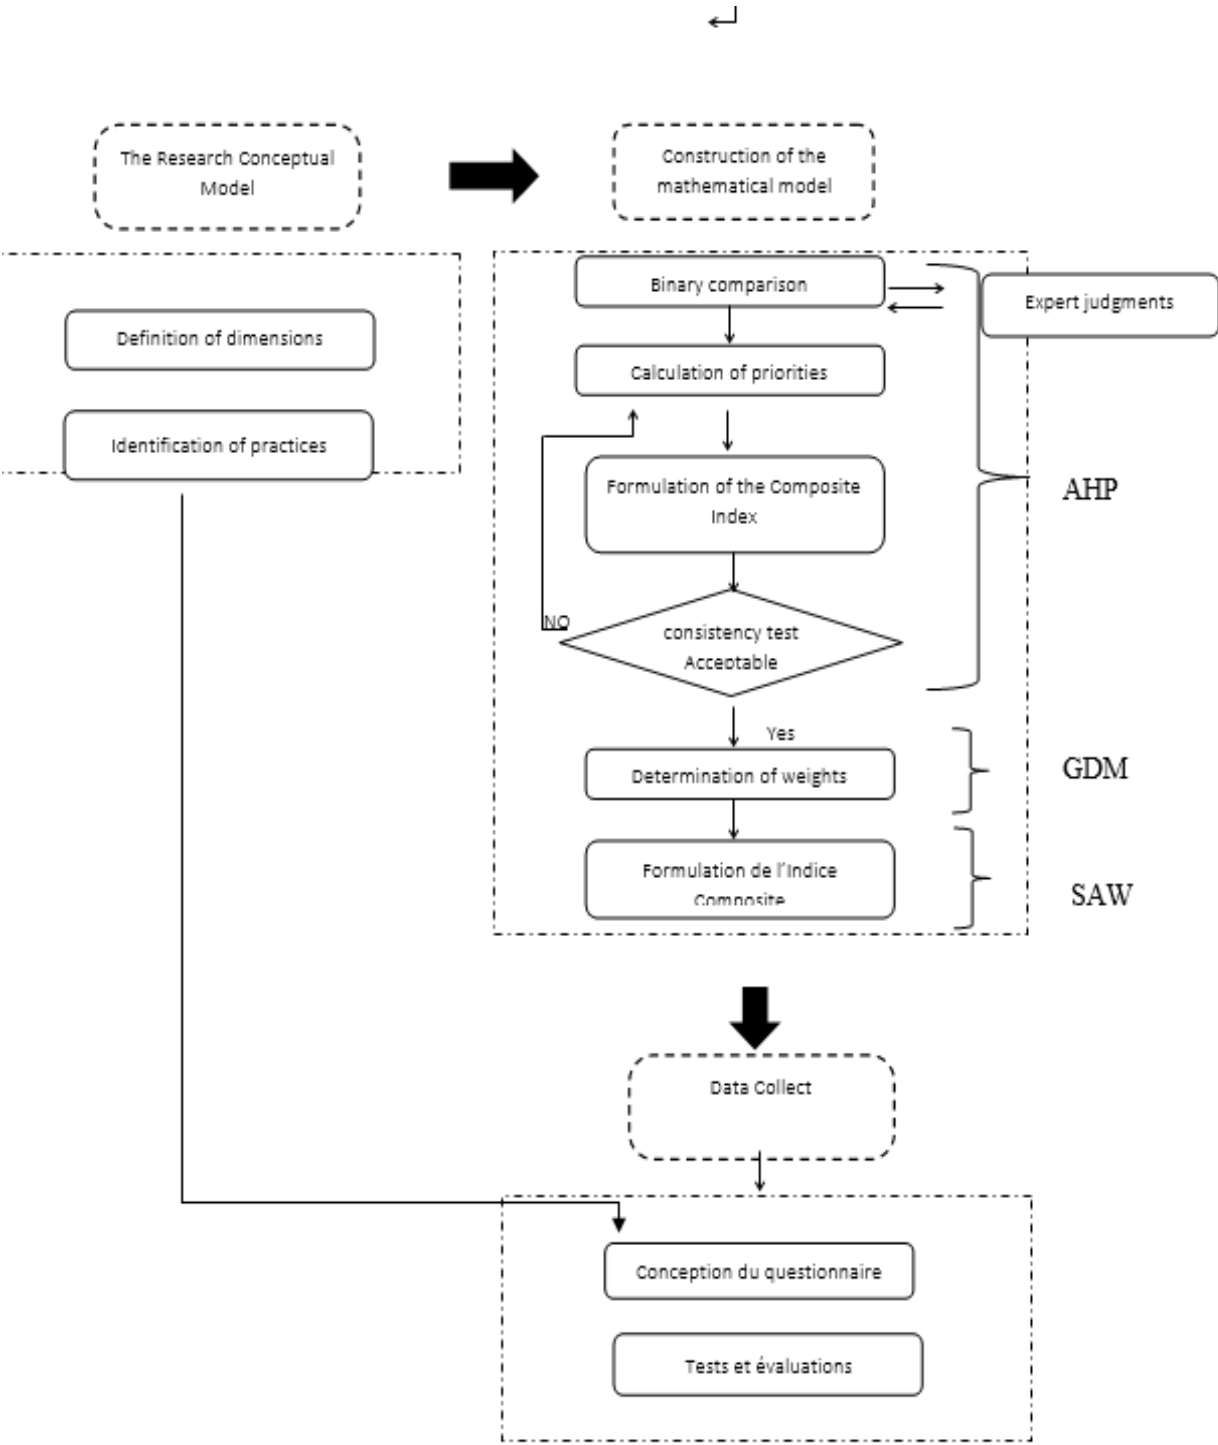 The Research Conceptual
Model
Construction of the
mathematical model
Binary comparison
Expert judgments
Definition of dimensions
Calculation of priorities
Identification of practices
Formulation of the Composite
Index
AHP
NO
consistency test
Acceptable
Yes
Determination of weights
GDM
Formulation de l'Indice
Composite
SAW
Data Collect
Conception du questionnaire
Tests et évaluations